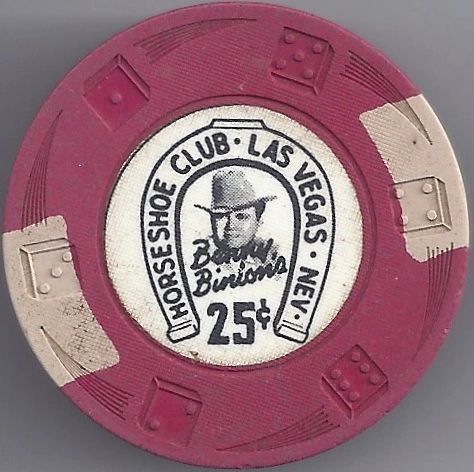 HORSESHOE CLUB · LAS VEGAS · NEV ·
Benny
Binion's
25¢